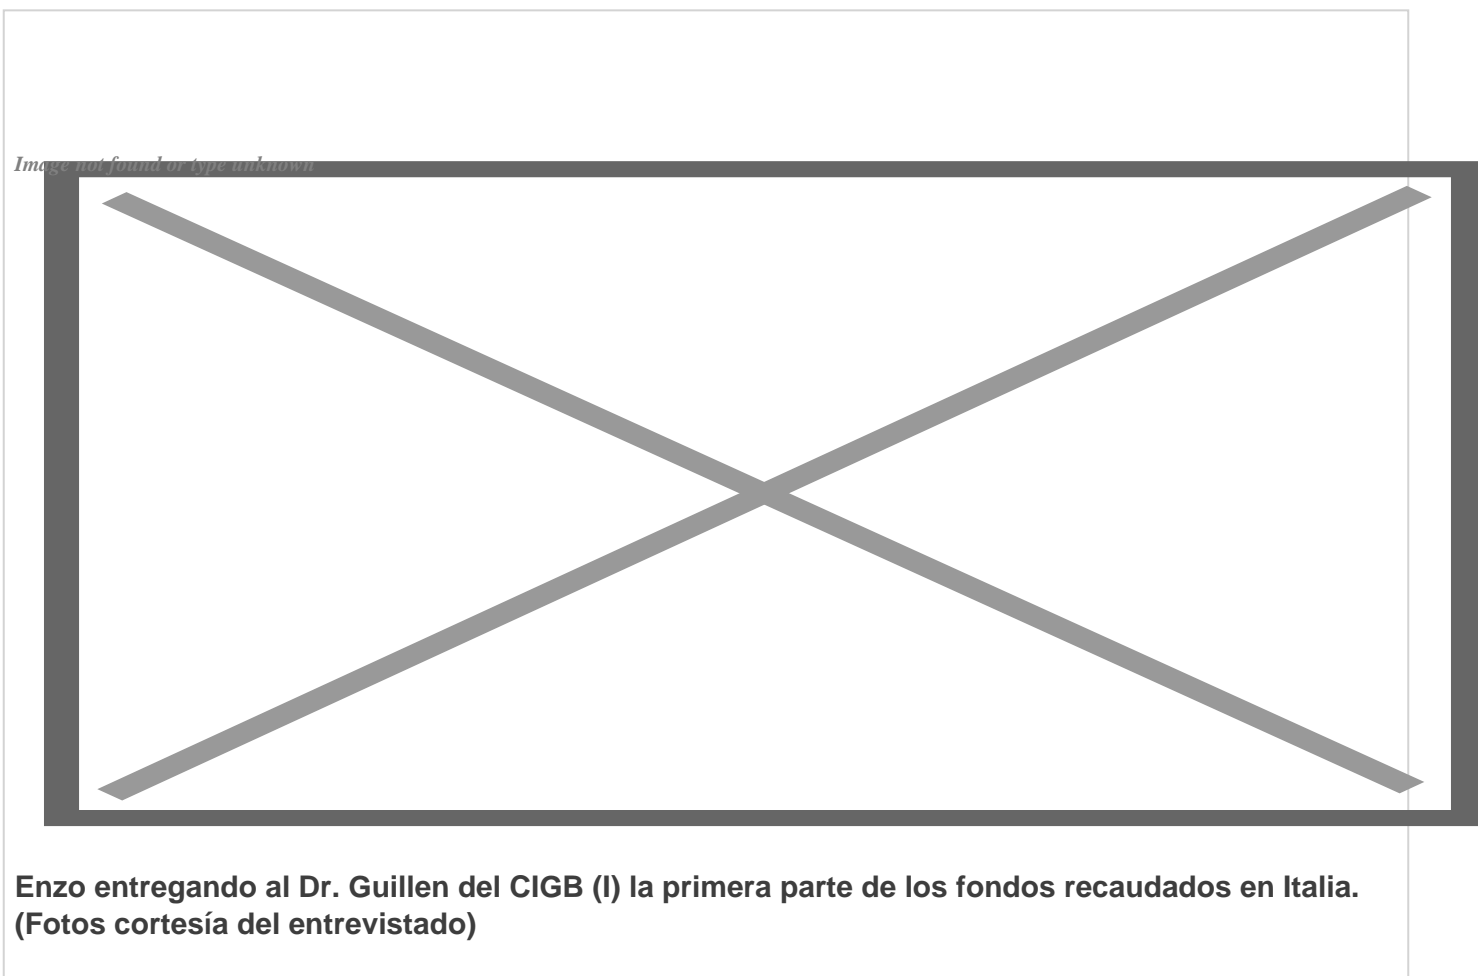 Image not found or type unknown
Enzo entregando al Dr. Guillen del CIGB (I) la primera parte de los fondos recaudados en Italia.
(Fotos cortesía del entrevistado)